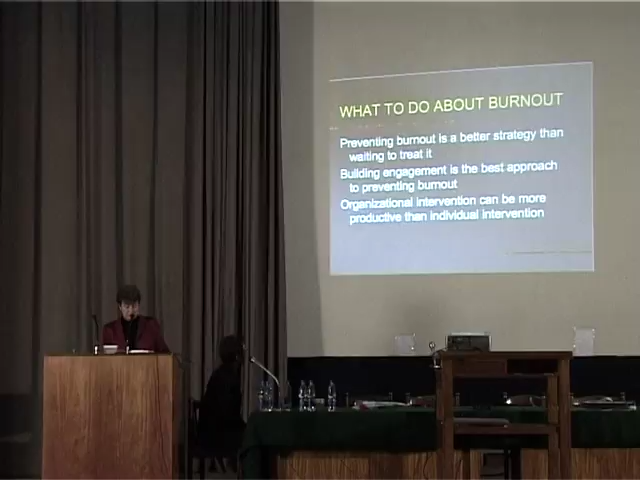 WHAT TO DO ABOUT BURNOUT
Preventing burnout is a better strategy than
waiting to treat it
Building engagement is the best approach
to preventing burnout
Organizational intervention can be more
productive than individual intervention